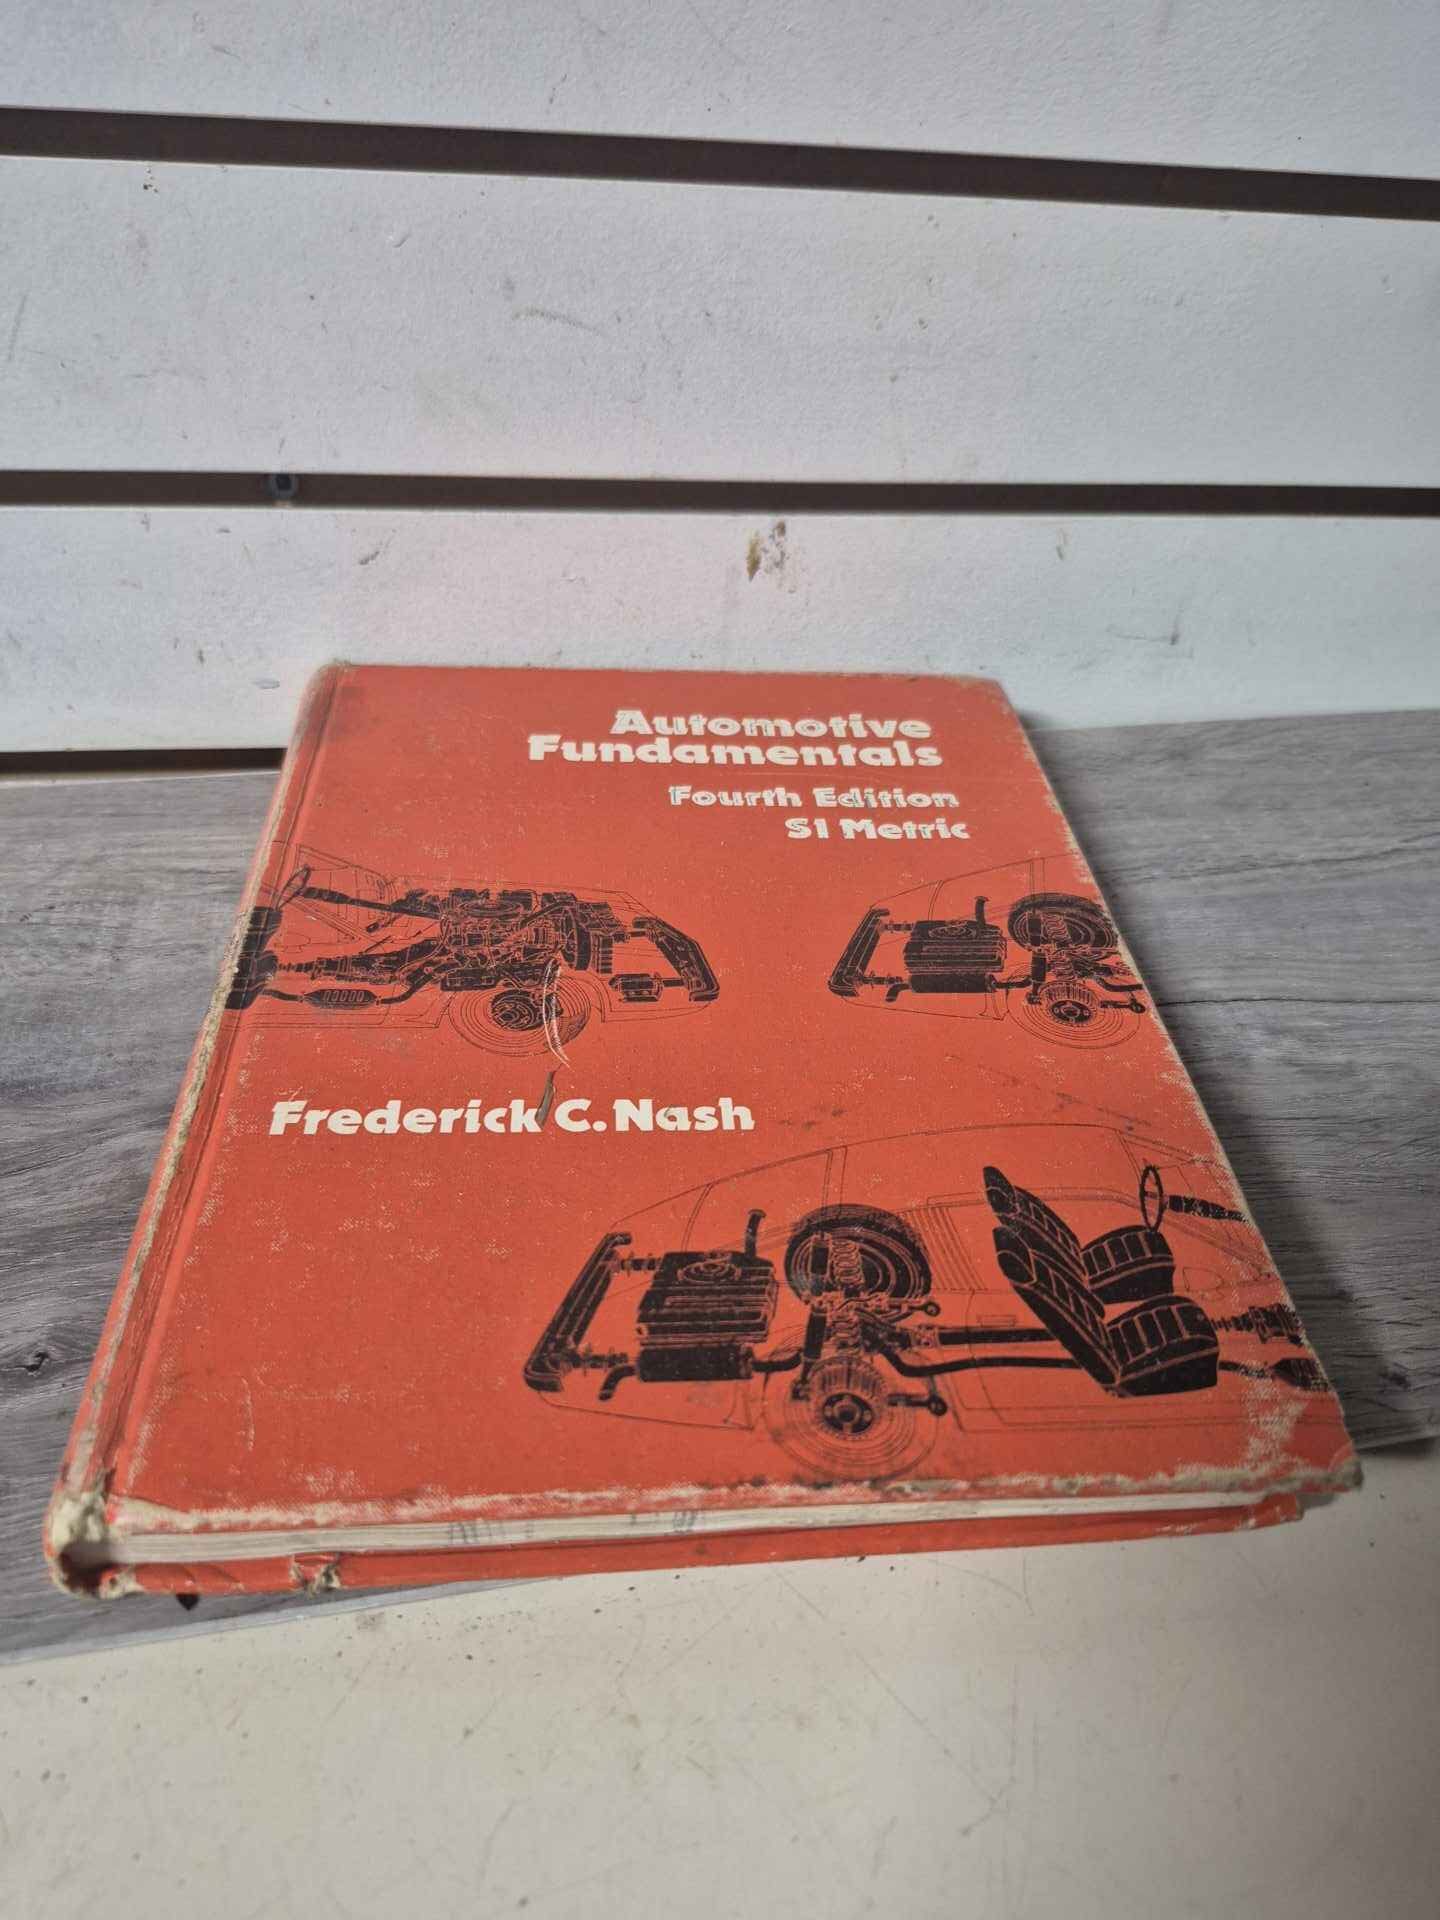 Automotive
Fundamentals
Fourth Edition
SI Metric
Frederick C. Nash